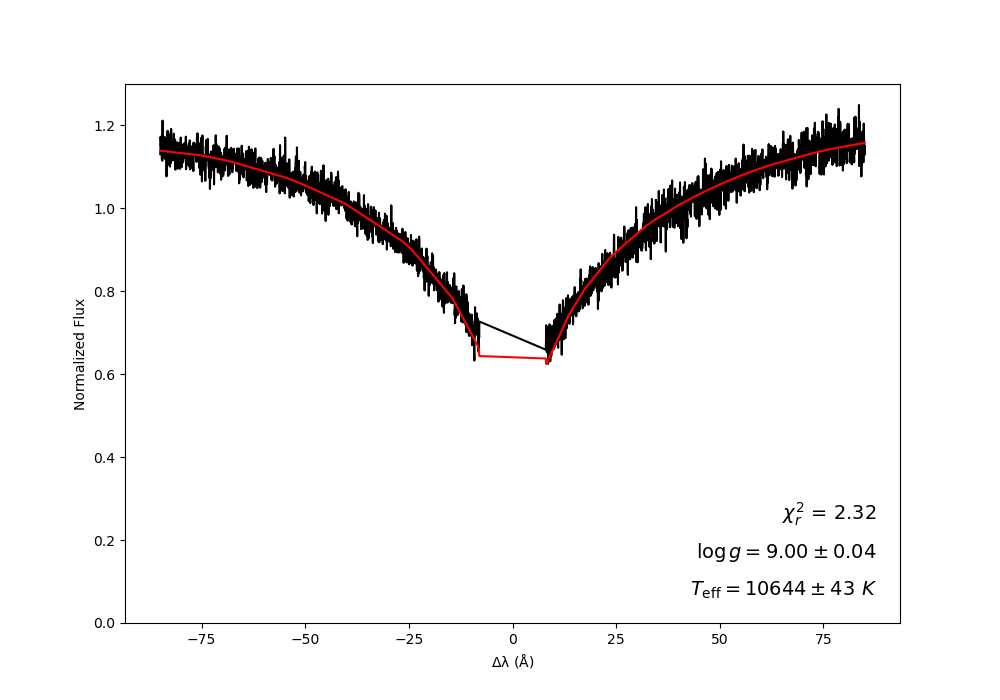 1.2
1.0
0.8
0.6
0.4
0.2
0.0
Normalized Flux
χ²ᵣ = 2.32
log g = 9.00 ± 0.04
T_eff = 10644 ± 43 K
−75 −50 −25 0 25 50 75
Δλ (Å)